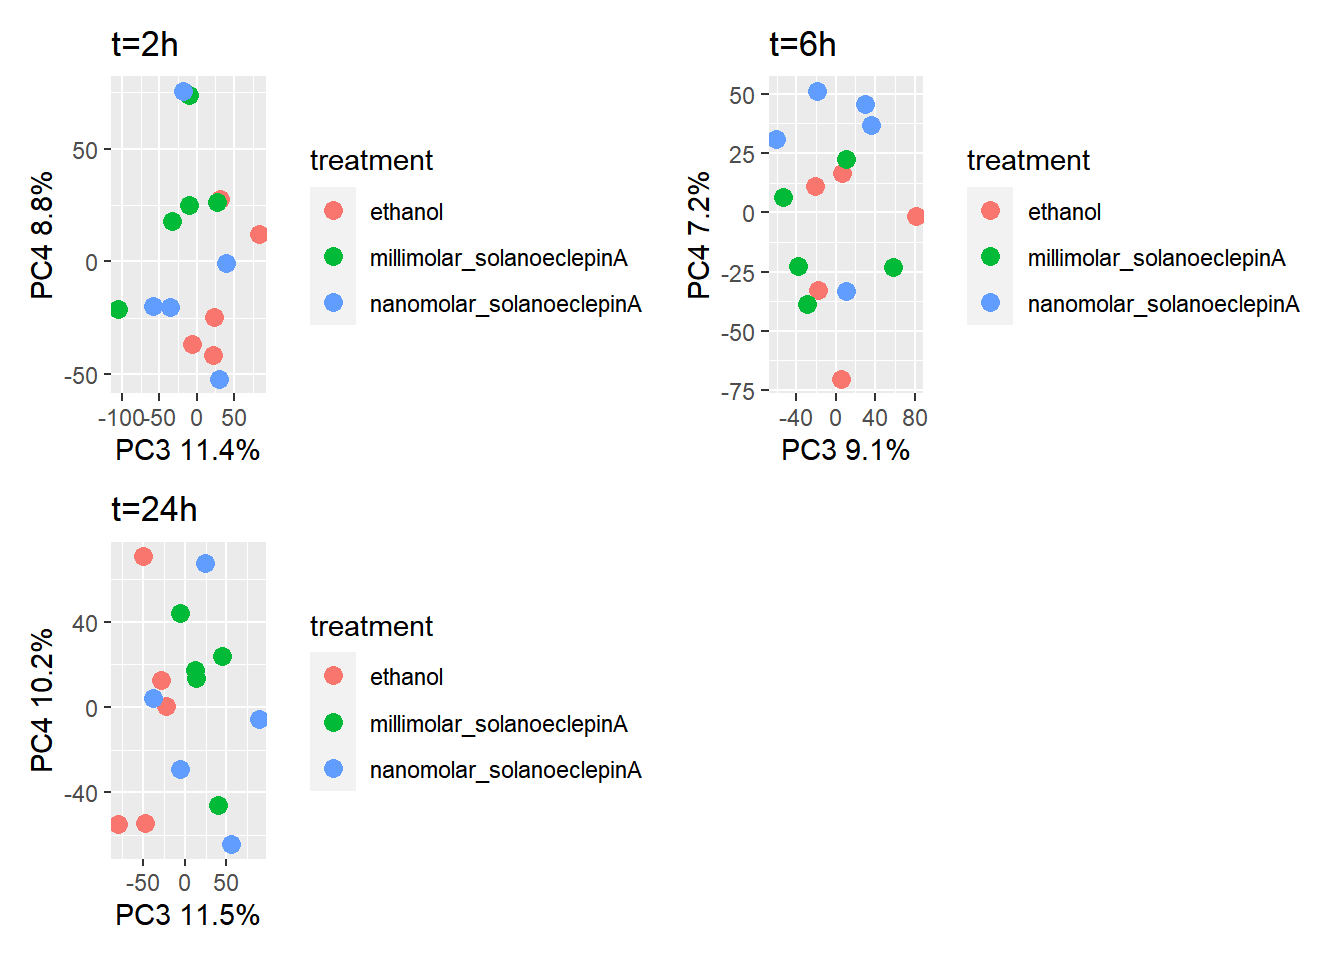 t=2h
50
0
-50
PC4 8.8%
-100
-50
0
50
PC3 11.4%
treatment
ethanol
millimolar_solanoeclepinA
nanomolar_solanoeclepinA
t=6h
50
25
0
-25
-50
-75
PC4 7.2%
-40
0
40
80
PC3 9.1%
treatment
ethanol
millimolar_solanoeclepinA
nanomolar_solanoeclepinA
t=24h
40
0
-40
PC4 10.2%
-50
0
50
PC3 11.5%
treatment
ethanol
millimolar_solanoeclepinA
nanomolar_solanoeclepinA